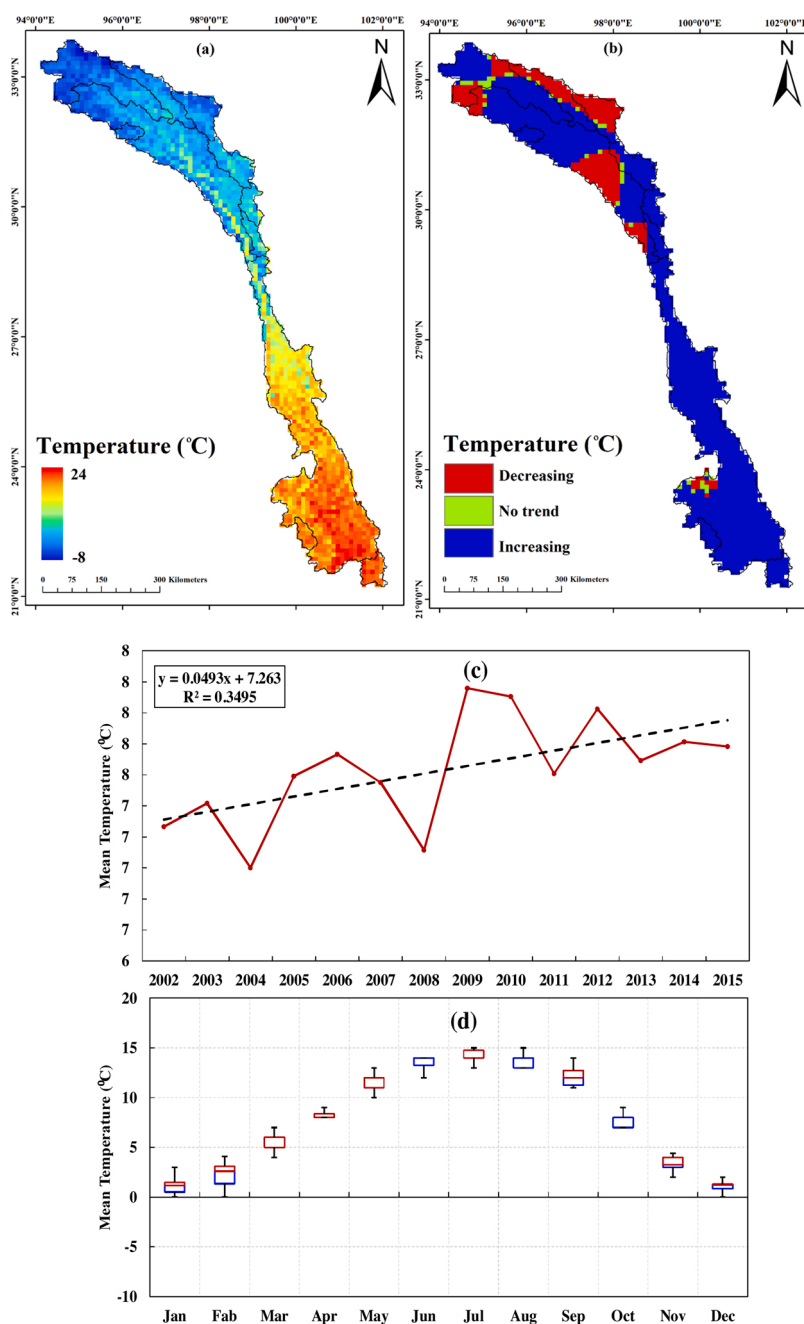 94°0'0"E 96°0'0"E 98°0'0"E 100°0'0"E 102°0'0"E
(a)
N
33°0'0"N
30°0'0"N
27°0'0"N
24°0'0"N
21°0'0"N
Temperature (°C)
24
-8
0 75 150 300 Kilometers
94°0'0"E 96°0'0"E 98°0'0"E 100°0'0"E 102°0'0"E
(b)
N
33°0'0"N
30°0'0"N
27°0'0"N
24°0'0"N
21°0'0"N
Temperature (°C)
Decreasing
No trend
Increasing
0 75 150 300 Kilometers
(c)
y = 0.0493x + 7.263
R² = 0.3495
Mean Temperature (⁰C)
8
8
8
8
8
7
7
7
7
7
6
2002 2003 2004 2005 2006 2007 2008 2009 2010 2011 2012 2013 2014 2015
(d)
Mean Temperature (⁰C)
20
15
10
5
0
-5
-10
Jan Fab Mar Apr May Jun Jul Aug Sep Oct Nov Dec